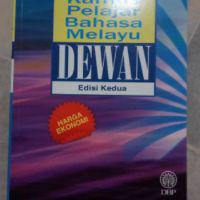 Kamus
Pelajar
Bahasa
Melayu
DEWAN
Edisi Kedua
HARGA
EKONOMI
DBP